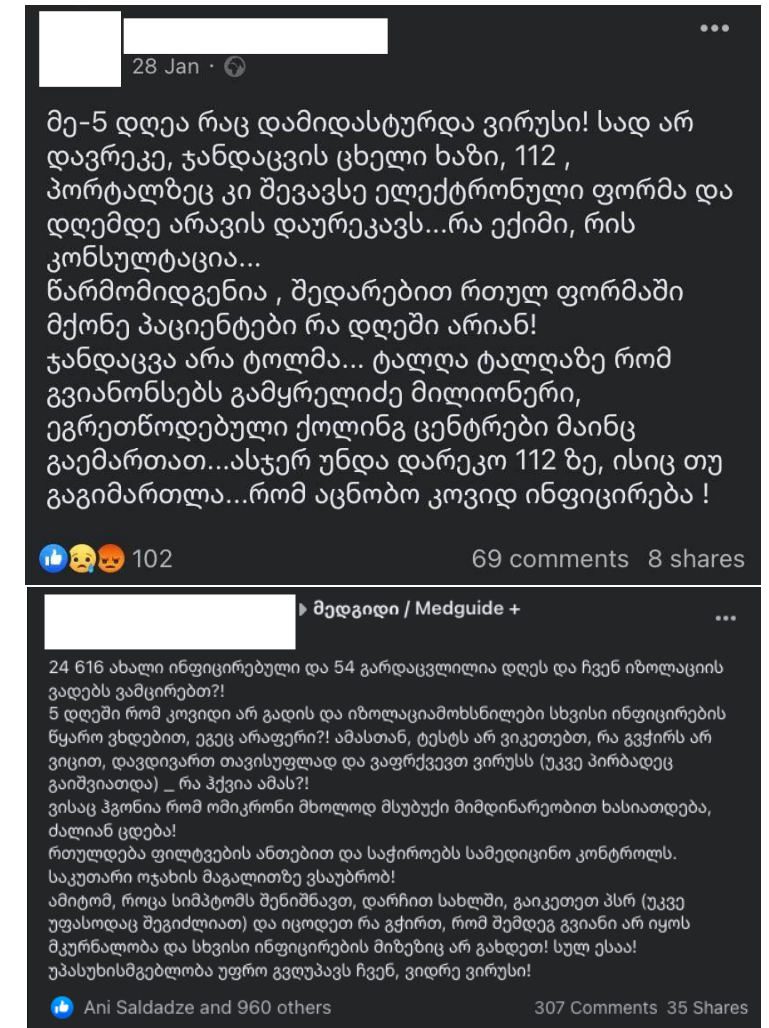 28 Jan ·
მე-5 დღეა რაც დამიდასტურდა ვირუსი! სად არ
დავრეკე, ჯანდაცვის ცხელი ხაზი, 112 ,
პორტალზეც კი შევავსე ელექტრონული ფორმა და
დღემდე არავის დაურეკავს...რა ექიმი, რის
კონსულტაცია...
წარმომიდგენია , შედარებით რთულ ფორმაში
მქონე პაციენტები რა დღეში არიან!
ჯანდაცვა არა ტოლმა... ტალღა ტალღაზე რომ
გვიანონსებს გამყრელიძე მილიონერი,
ეგრეთწოდებული ქოლინგ ცენტრები მაინც
გაემართათ...ასჯერ უნდა დარეკო 112 ზე, ისიც თუ
გაგიმართლა...რომ აცნობო კოვიდ ინფიცირება !
102
69 comments 8 shares
მედგიდი / Medguide +
24 616 ახალი ინფიცირებული და 54 გარდაცვლილია დღეს და ჩვენ იზოლაციის
ვადებს ვამცირებთ?!
5 დღეში რომ კოვიდი არ გადის და იზოლაციამოხსნილები სხვისი ინფიცირების
წყარო ვხდებით, ეგეც არაფერი?! ამასთან, ტესტს არ ვიკეთებთ, რა გვჭირს არ
ვიცით, დავდივართ თავისუფლად და ვაფრქვევთ ვირუსს (უკვე პირბადეც
გაიშვიათდა) _ რა ჰქვია ამას?!
ვისაც ჰგონია რომ ომიკრონი მხოლოდ მსუბუქი მიმდინარეობით ხასიათდება,
ძალიან ცდება!
რთულდება ფილტვების ანთებით და საჭიროებს სამედიცინო კონტროლს.
საკუთარი ოჯახის მაგალითზე ვსაუბრობ!
ამიტომ, როცა სიმპტომს შენიშნავთ, დარჩით სახლში, გაიკეთეთ პსრ (უკვე
უფასოდაც შეგიძლიათ) და იცოდეთ რა გჭირთ, რომ შემდეგ გვიანი არ იყოს
მკურნალობა და სხვისი ინფიცირების მიზეზიც არ გახდეთ! სულ ესაა!
უპასუხისმგებლობა უფრო გვღუპავს ჩვენ, ვიდრე ვირუსი!
Ani Saldadze and 960 others
307 Comments 35 Shares